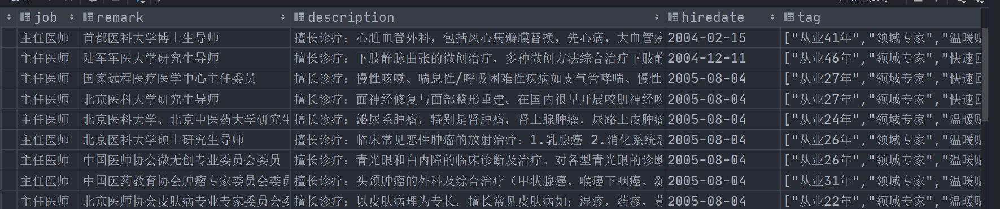 job remark description hiredate tag
主任医师 首都医科大学博士生导师 擅长诊疗：心脏血管外科，包括风心病瓣膜替换，先心病，大血管疾 2004-02-15 ["从业41年","领域专家","温暖贴
主任医师 陆军军医大学研究生导师 擅长诊疗：下肢静脉曲张的微创治疗，多种微创方法综合治疗下肢静 2004-12-11 ["从业46年","领域专家","快速回
主任医师 国家远程医疗医学中心主任委员 擅长诊疗：慢性咳嗽、喘息性/呼吸困难性疾病如支气管哮喘、慢性 2005-08-04 ["从业27年","领域专家","快速回
主任医师 北京医科大学研究生导师 擅长诊疗：面神经修复与面部整形重建。在国内很早开展咬肌神经吻 2005-08-04 ["从业27年","领域专家","快速回
主任医师 北京医科大学、北京中医药大学研究生 擅长诊疗：泌尿系肿瘤，特别是肾肿瘤，肾上腺肿瘤，尿路上皮肿瘤 2005-08-04 ["从业24年","领域专家","温暖贴
主任医师 北京医科大学硕士研究生导师 擅长诊疗：临床常见恶性肿瘤的放射治疗：1.乳腺癌 2.消化系统恶 2005-08-04 ["从业26年","领域专家","温暖贴
主任医师 中国医师协会微无创专业委员会委员 擅长诊疗：青光眼和白内障的临床诊断及治疗。对各型青光眼的诊断 2005-08-04 ["从业26年","领域专家","温暖贴
主任医师 中国医药教育协会肿瘤专家委员会委员 擅长诊疗：头颈肿瘤的外科及综合治疗（甲状腺癌、喉癌下咽癌、涎 2005-08-04 ["从业31年","领域专家","温暖贴
主任医师 北京医师协会皮肤病专业专家委员会委 擅长诊疗：以皮肤病理为专长，擅长常见皮肤病如：湿疹，药疹，荨 2005-08-04 ["从业22年","领域专家","温暖贴